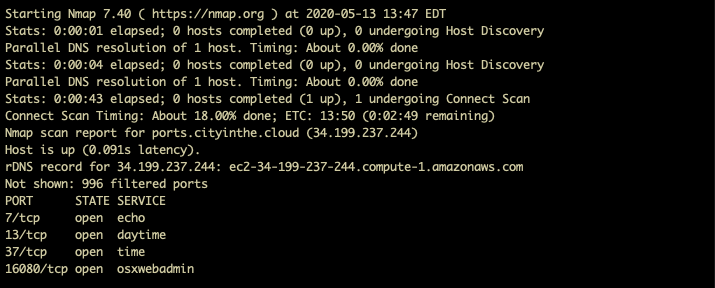 Starting Nmap 7.40 ( https://nmap.org ) at 2020-05-13 13:47 EDT
Stats: 0:00:01 elapsed; 0 hosts completed (0 up), 0 undergoing Host Discovery
Parallel DNS resolution of 1 host. Timing: About 0.00% done
Stats: 0:00:04 elapsed; 0 hosts completed (0 up), 0 undergoing Host Discovery
Parallel DNS resolution of 1 host. Timing: About 0.00% done
Stats: 0:00:43 elapsed; 0 hosts completed (1 up), 1 undergoing Connect Scan
Connect Scan Timing: About 18.00% done; ETC: 13:50 (0:02:49 remaining)
Nmap scan report for ports.cityinthe.cloud (34.199.237.244)
Host is up (0.091s latency).
rDNS record for 34.199.237.244: ec2-34-199-237-244.compute-1.amazonaws.com
Not shown: 996 filtered ports
PORT      STATE SERVICE
7/tcp     open  echo
13/tcp    open  daytime
37/tcp    open  time
16080/tcp open  osxwebadmin